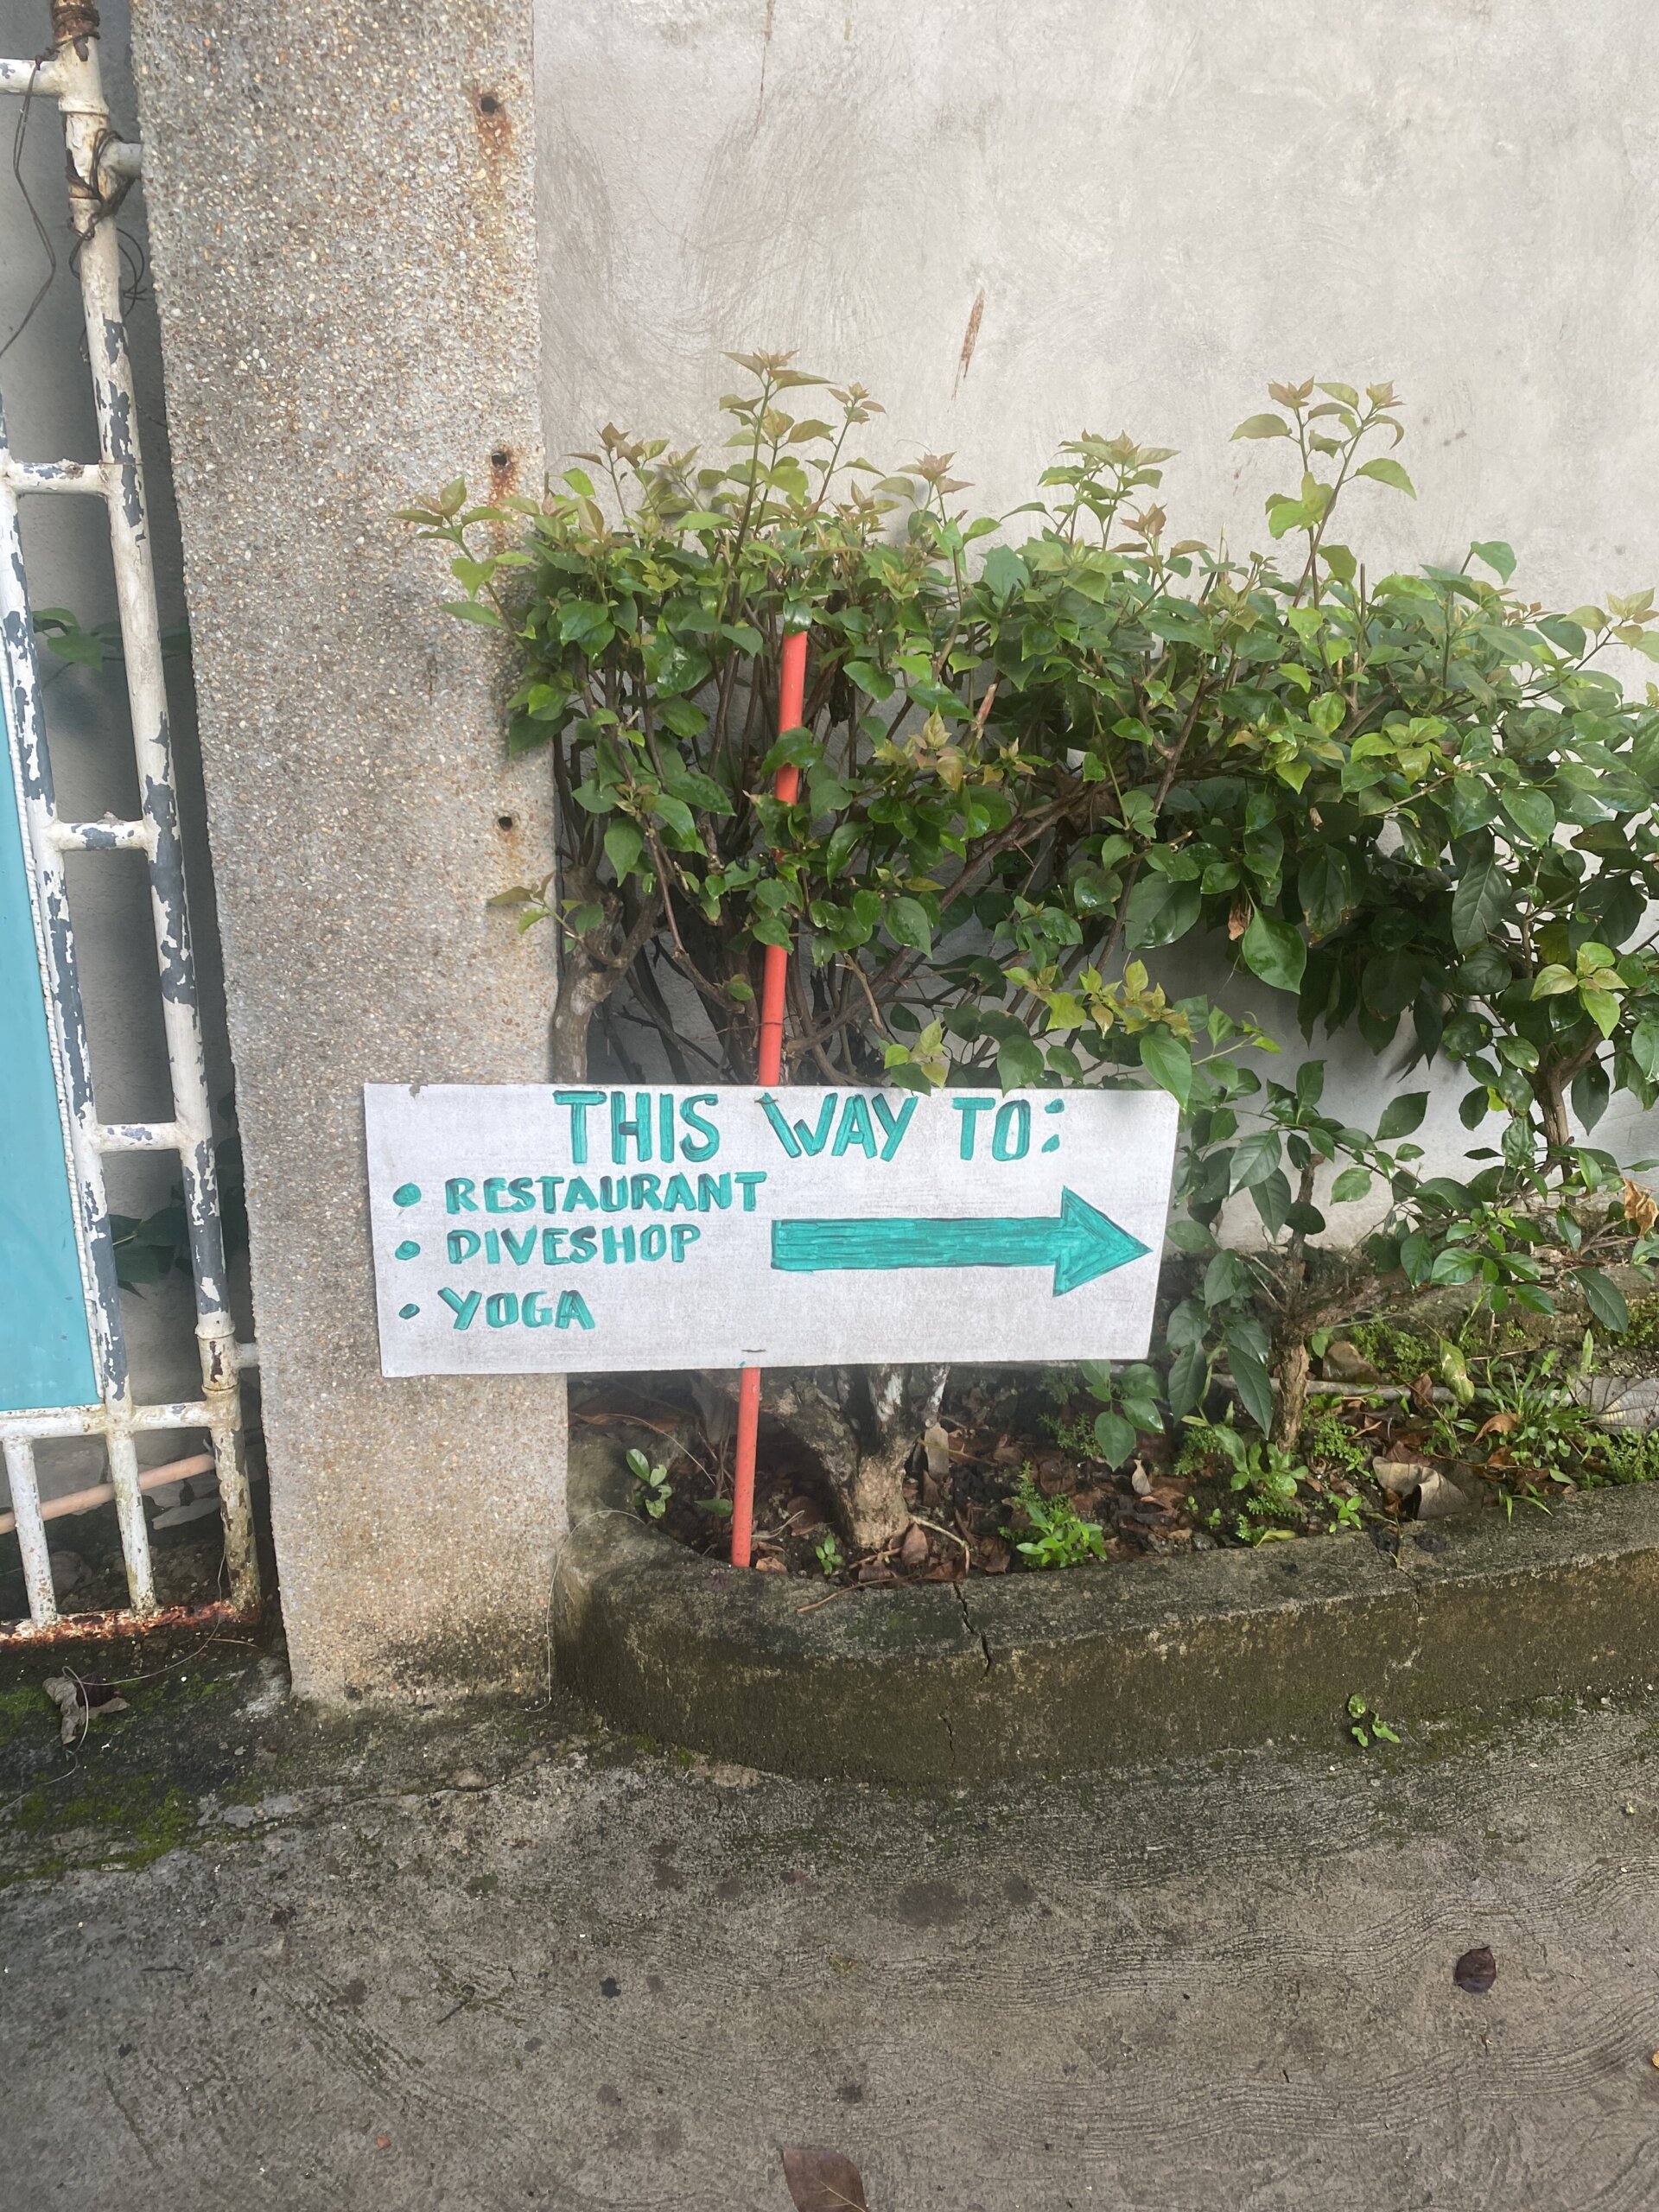 THIS WAY TO:
• RESTAURANT
• DIVESHOP
• YOGA